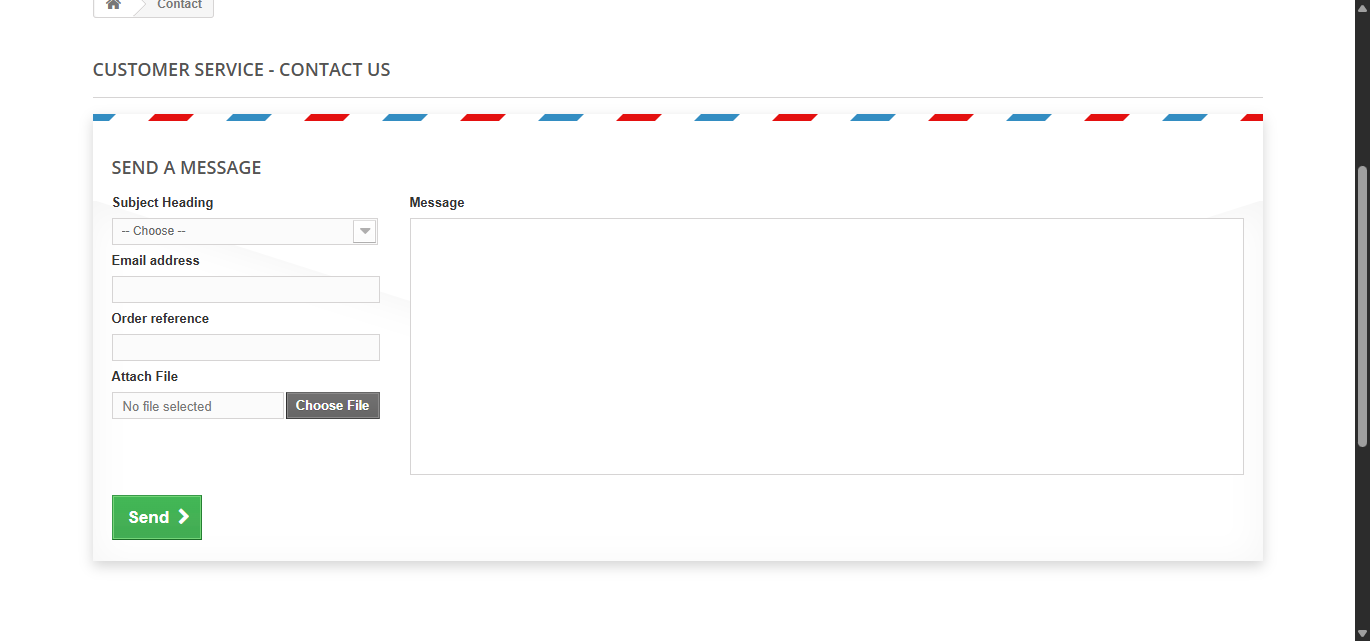 Contact
CUSTOMER SERVICE - CONTACT US
SEND A MESSAGE
Subject Heading
-- Choose --
Email address
Order reference
Attach File
No file selected
Choose File
Message
Send